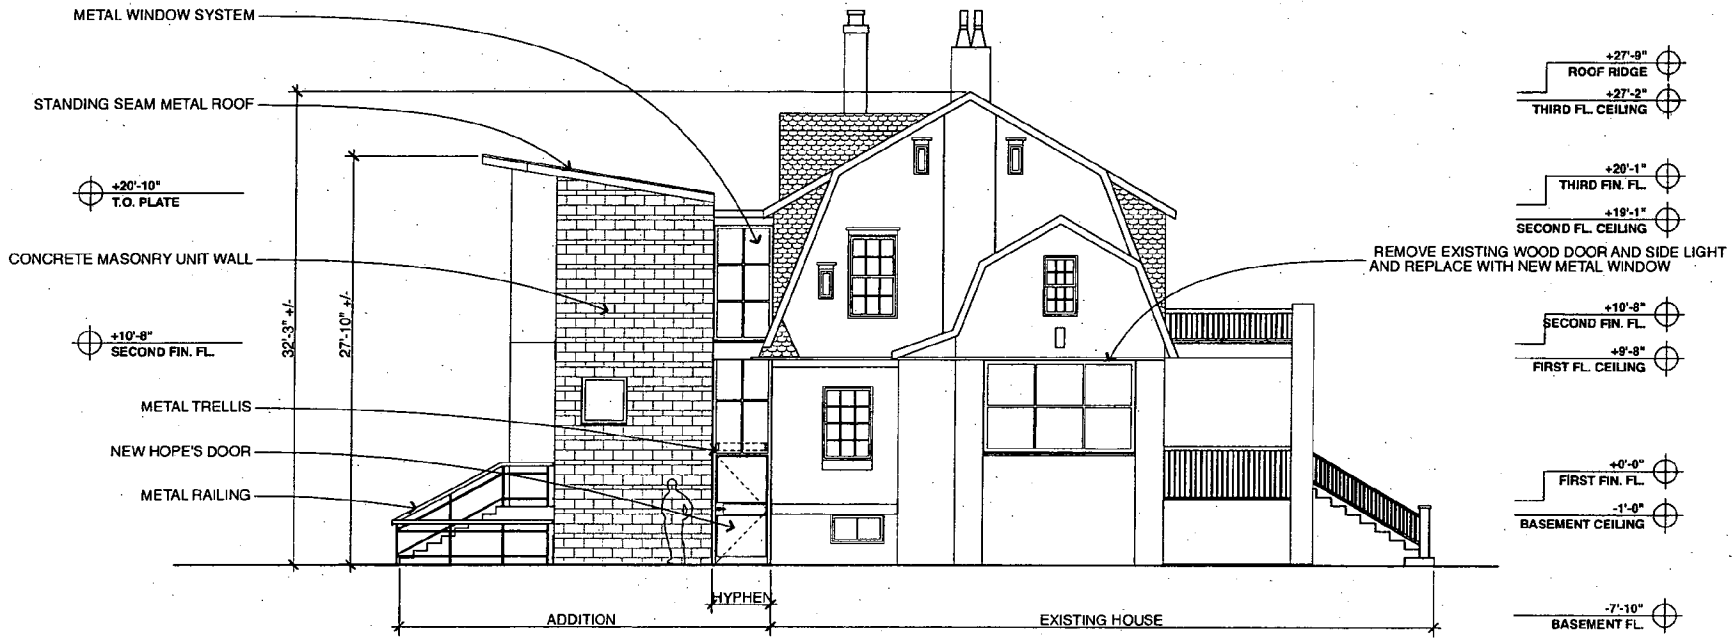 METAL WINDOW SYSTEM
STANDING SEAM METAL ROOF
+20'-10"
T.O. PLATE
CONCRETE MASONRY UNIT WALL
+10'-8"
SECOND FIN. FL.
METAL TRELLIS
NEW HOPE'S DOOR
METAL RAILING
32'-3" +/-
27'-10" +/-
HYPHEN
ADDITION
EXISTING HOUSE
REMOVE EXISTING WOOD DOOR AND SIDE LIGHT
AND REPLACE WITH NEW METAL WINDOW
+27'-9"
ROOF RIDGE
+27'-2"
THIRD FL. CEILING
+20'-1"
THIRD FIN. FL.
+19'-1"
SECOND FL. CEILING
+10'-8"
SECOND FIN. FL.
+9'-8"
FIRST FL. CEILING
+0'-0"
FIRST FIN. FL.
-1'-0"
BASEMENT CEILING
-7'-10"
BASEMENT FL.